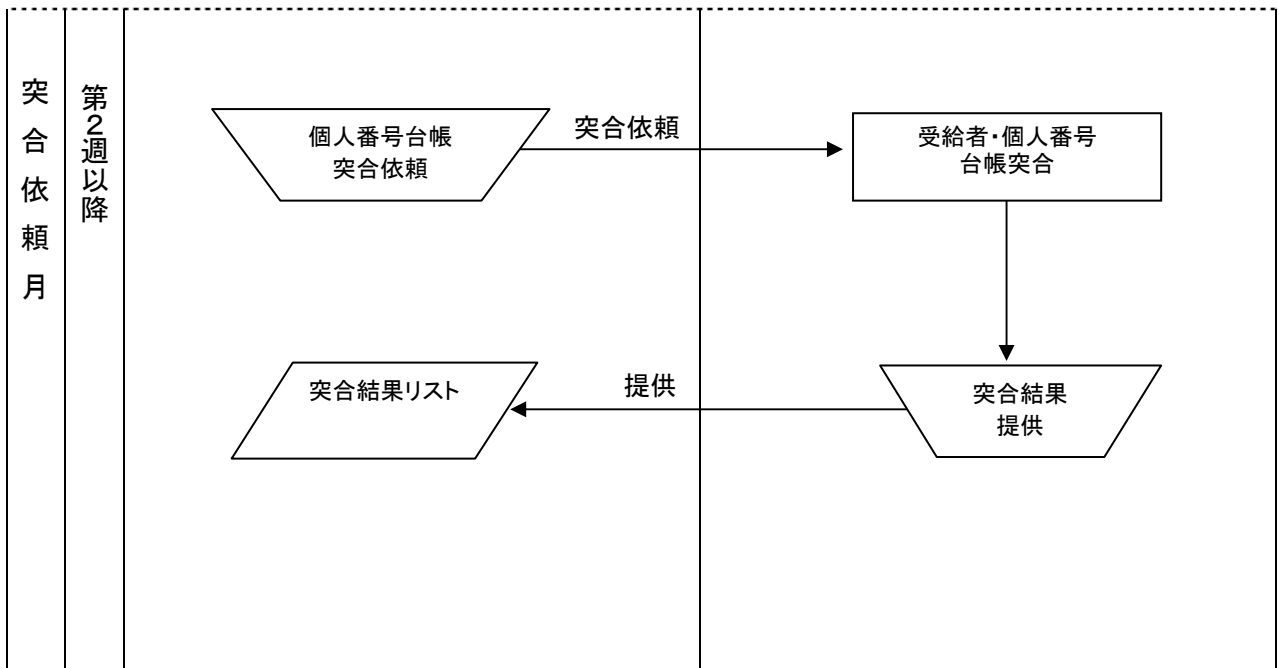 突合依頼月
第2週以降
個人番号台帳
突合依頼
突合依頼
受給者・個人番号
台帳突合
突合結果リスト
提供
突合結果
提供